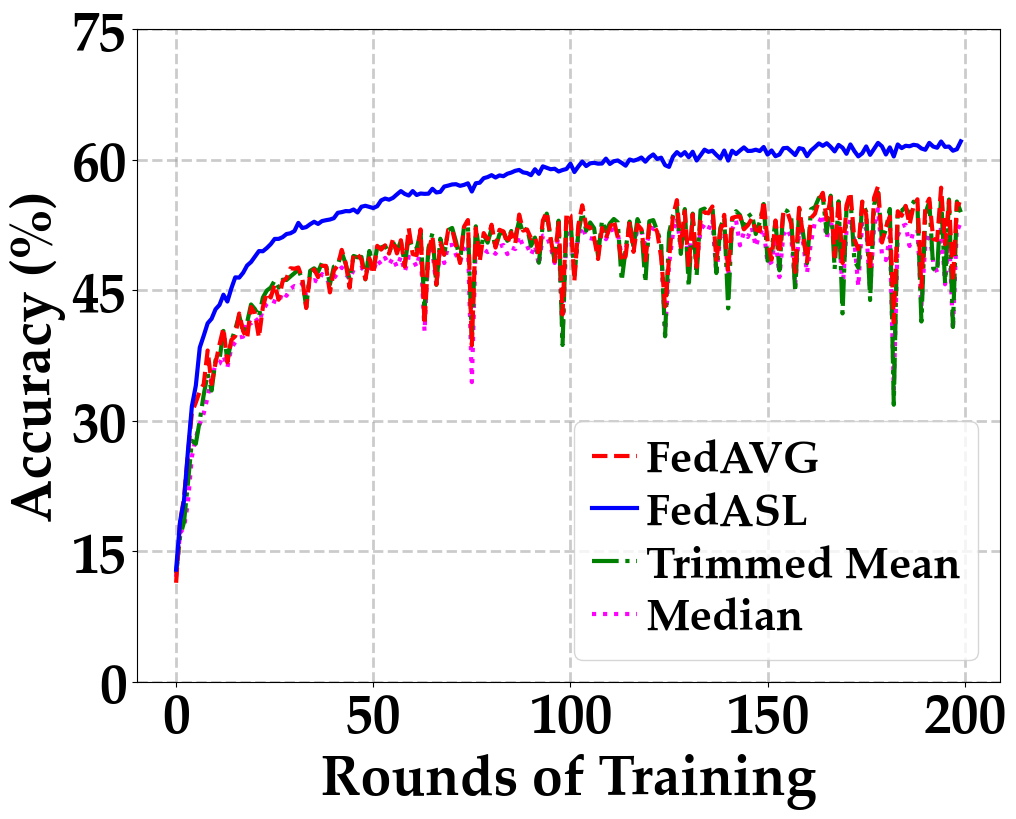 Accuracy (%)
75
60
45
30
15
0
FedAVG
FedASL
Trimmed Mean
Median
0 50 100 150 200
Rounds of Training